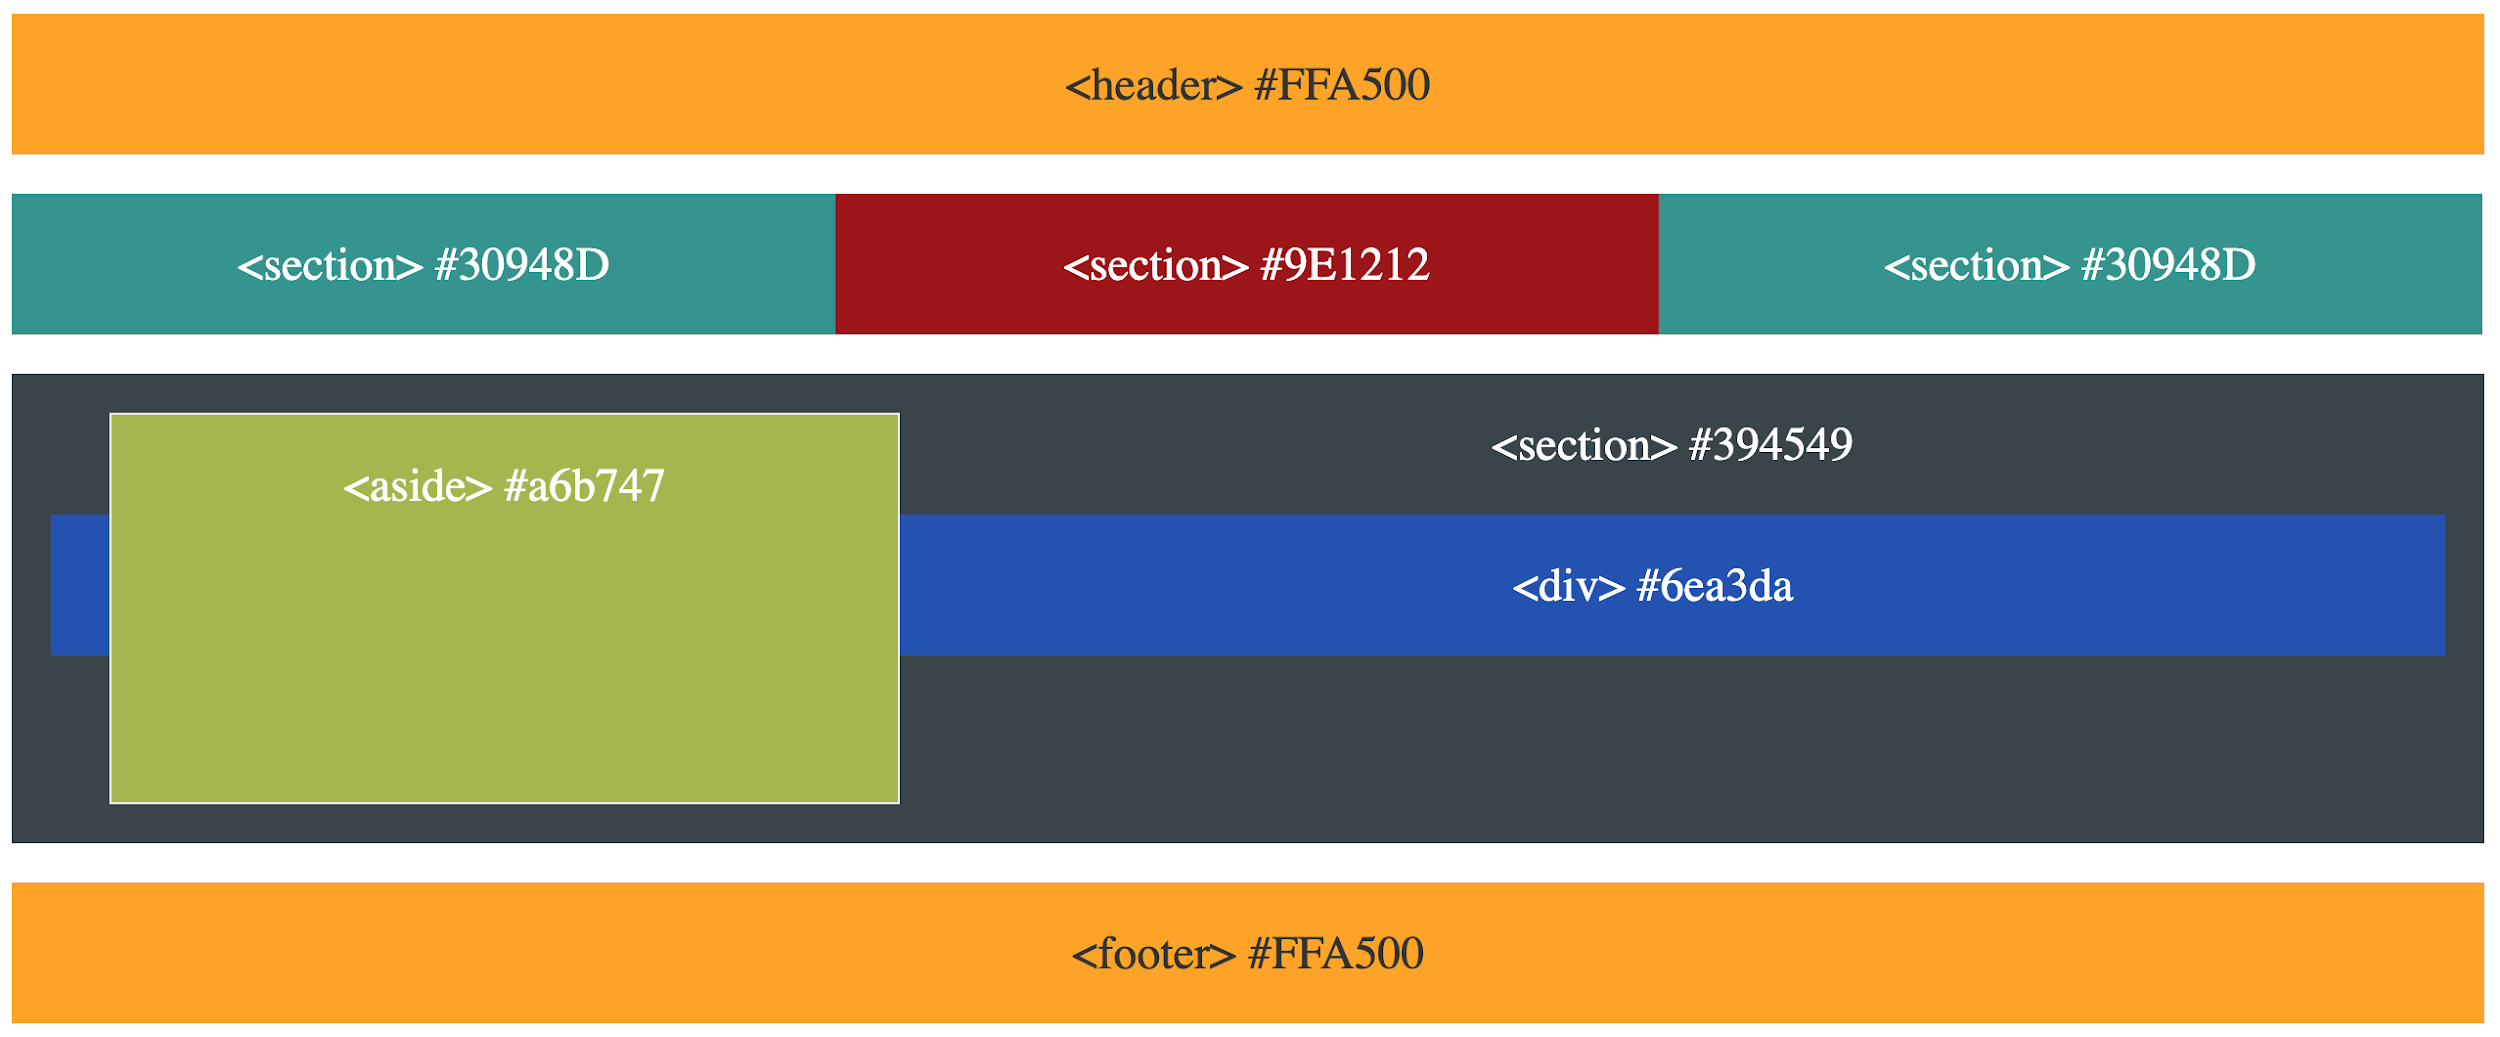 <header> #FFA500
<section> #30948D
<section> #9E1212
<section> #30948D
<section> #394549
<aside> #a6b747
<div> #6ea3da
<footer> #FFA500